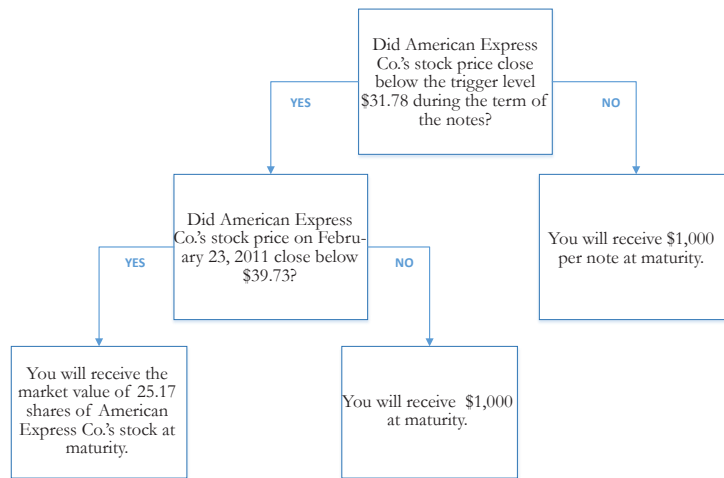 Did American Express
Co.'s stock price close
below the trigger level
$31.78 during the term of
the notes?
YES
NO
Did American Express
Co.'s stock price on Febru-
ary 23, 2011 close below
$39.73?
You will receive $1,000
per note at maturity.
YES
NO
You will receive the
market value of 25.17
shares of American
Express Co.'s stock at
maturity.
You will receive $1,000
at maturity.